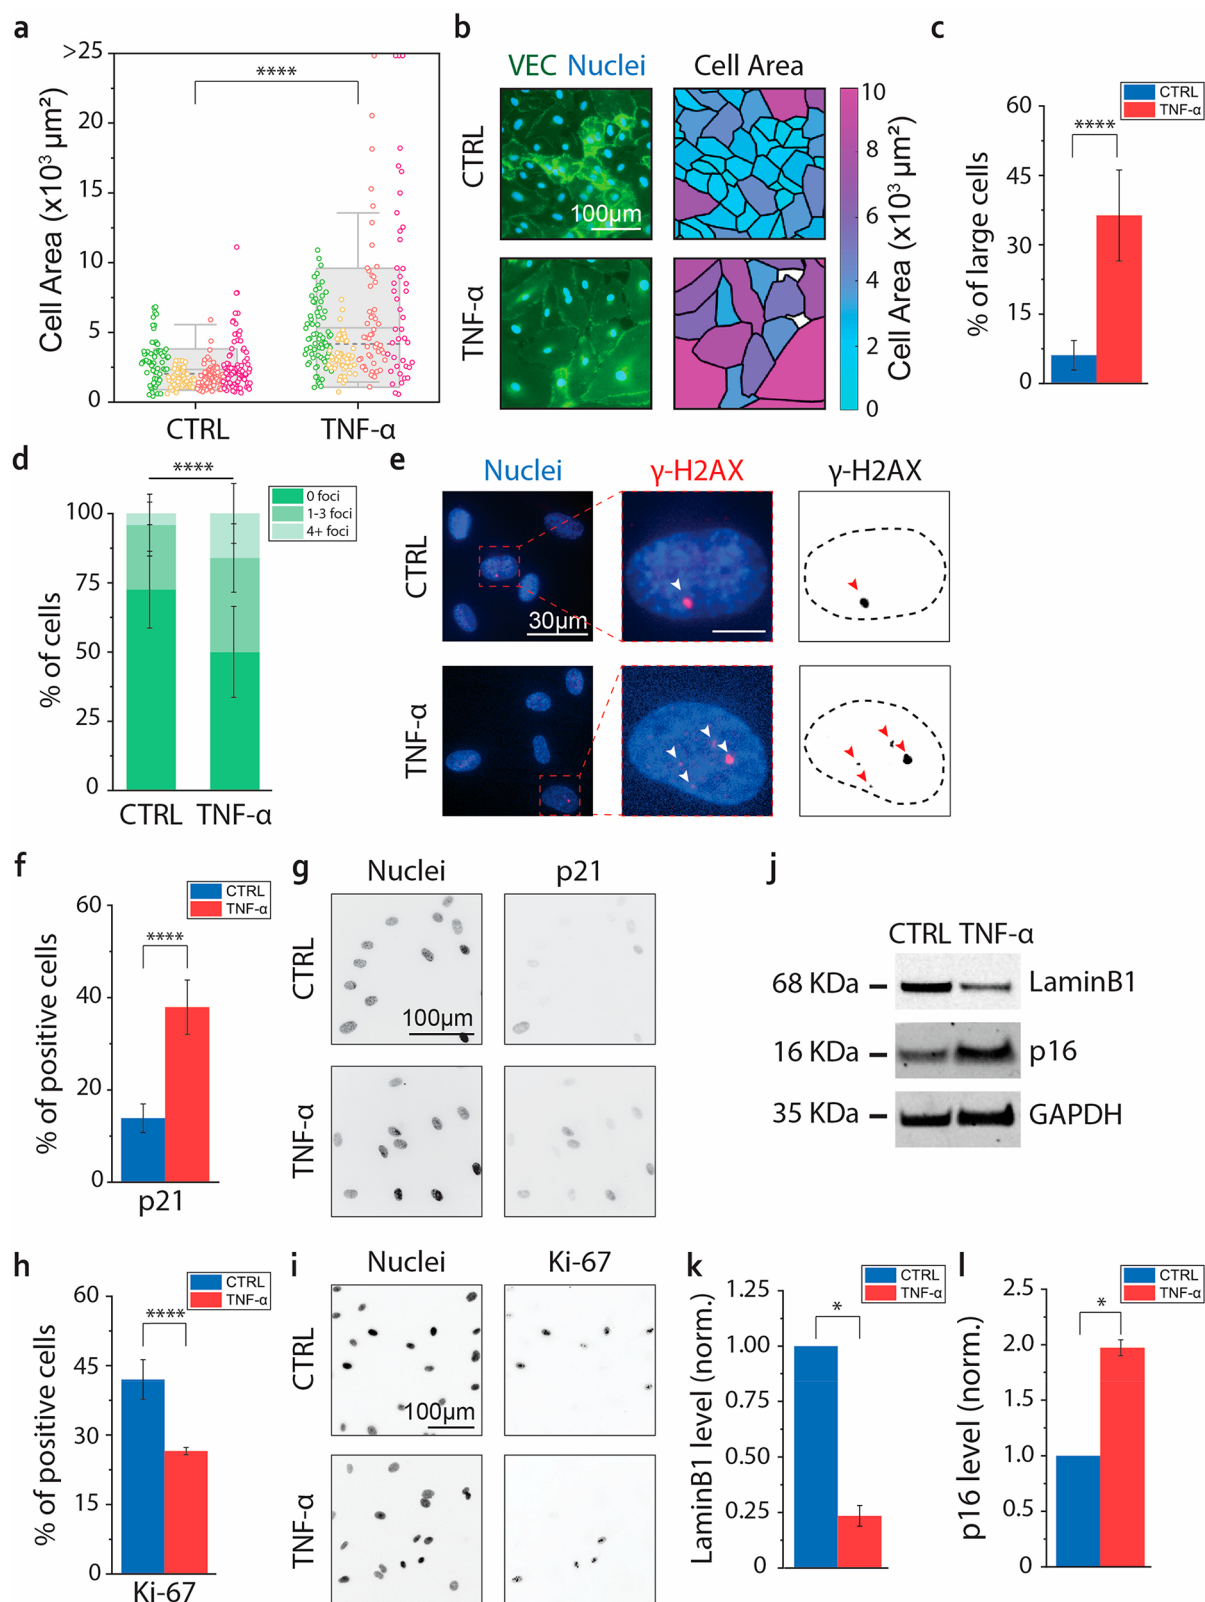 a
>25
20
15
10
5
0
Cell Area (x10³ µm²)
****
CTRL
TNF-α
b
VEC Nuclei
Cell Area
CTRL
100µm
TNF-α
10
8
6
4
2
0
Cell Area (x10³ µm²)
c
CTRL
TNF-α
60
45
30
15
0
% of large cells
****
d
****
0 foci
1-3 foci
4+ foci
100
75
50
25
0
% of cells
CTRL TNF-α
e
Nuclei
γ-H2AX
γ-H2AX
CTRL
30µm
TNF-α
f
CTRL
TNF-α
60
40
20
0
% of positive cells
****
p21
g
Nuclei
p21
CTRL
100µm
TNF-α
j
CTRL TNF-α
68 KDa
LaminB1
16 KDa
p16
35 KDa
GAPDH
h
CTRL
TNF-α
60
45
30
15
0
% of positive cells
****
Ki-67
i
Nuclei
Ki-67
CTRL
100µm
TNF-α
k
CTRL
TNF-α
1.25
1.00
0.75
0.50
0.25
0
LaminB1 level (norm.)
*
l
CTRL
TNF-α
2.5
2.0
1.5
1.0
0.5
0
p16 level (norm.)
*